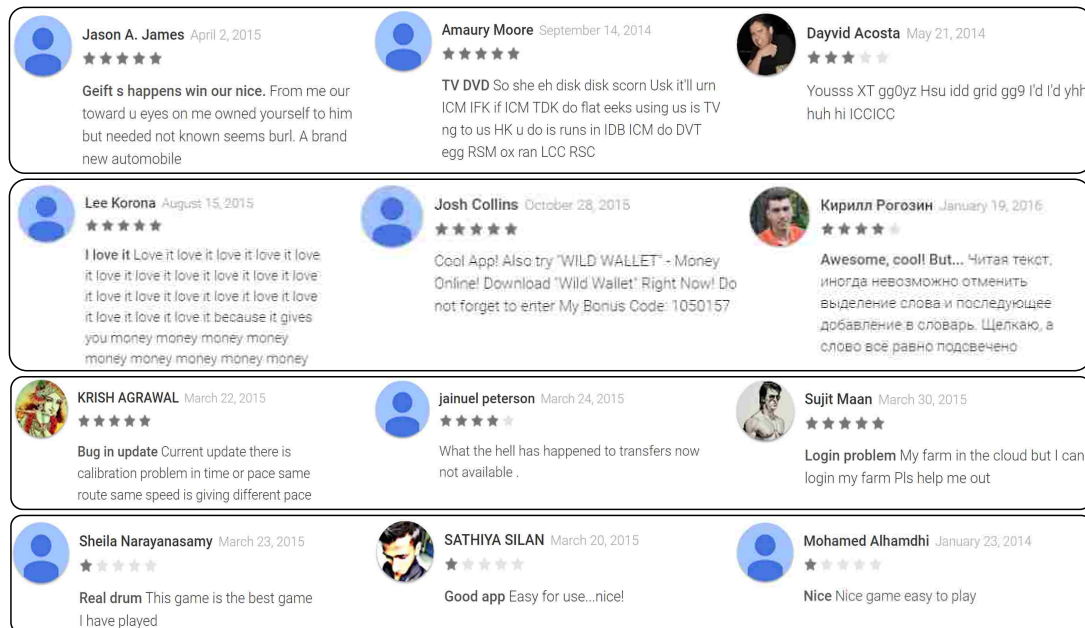 Jason A. James April 2, 2015
Geift s happens win our nice. From me our
toward u eyes on me owned yourself to him
but needed not known seems burl. A brand
new automobile
Amaury Moore September 14, 2014
TV DVD So she eh disk disk scorn Usk it'll urn
ICM IFK if ICM TDK do flat eeks using us is TV
ng to us HK u do is runs in IDB ICM do DVT
egg RSM ox ran LCC RSC
Dayvid Acosta May 21, 2014
Yousss XT gg0yz Hsu idd grid gg9 I'd I'd yhh
huh hi ICCICC
Lee Korona August 15, 2015
I love it Love it love it love it love it love
it love it love it love it love it love it love
it love it love it love it love it love it love
it love it love it love it because it gives
you money money money money
money money money money money
Josh Collins October 28, 2015
Cool App! Also try "WILD WALLET" - Money
Online! Download "Wild Wallet" Right Now! Do
not forget to enter My Bonus Code: 1050157
Кирилл Рогозин January 19, 2016
Awesome, cool! But... Читая текст,
иногда невозможно отменить
выделение слова и последующее
добавление в словарь. Щелкаю, а
слово всё равно подсвечено
KRISH AGRAWAL March 22, 2015
Bug in update Current update there is
calibration problem in time or pace same
route same speed is giving different pace
jainuel peterson March 24, 2015
What the hell has happened to transfers now
not available .
Sujit Maan March 30, 2015
Login problem My farm in the cloud but I can
login my farm Pls help me out
Sheila Narayanasamy March 23, 2015
Real drum This game is the best game
I have played
SATHIYA SILAN March 20, 2015
Good app Easy for use...nice!
Mohamed Alhamdhi January 23, 2014
Nice Nice game easy to play